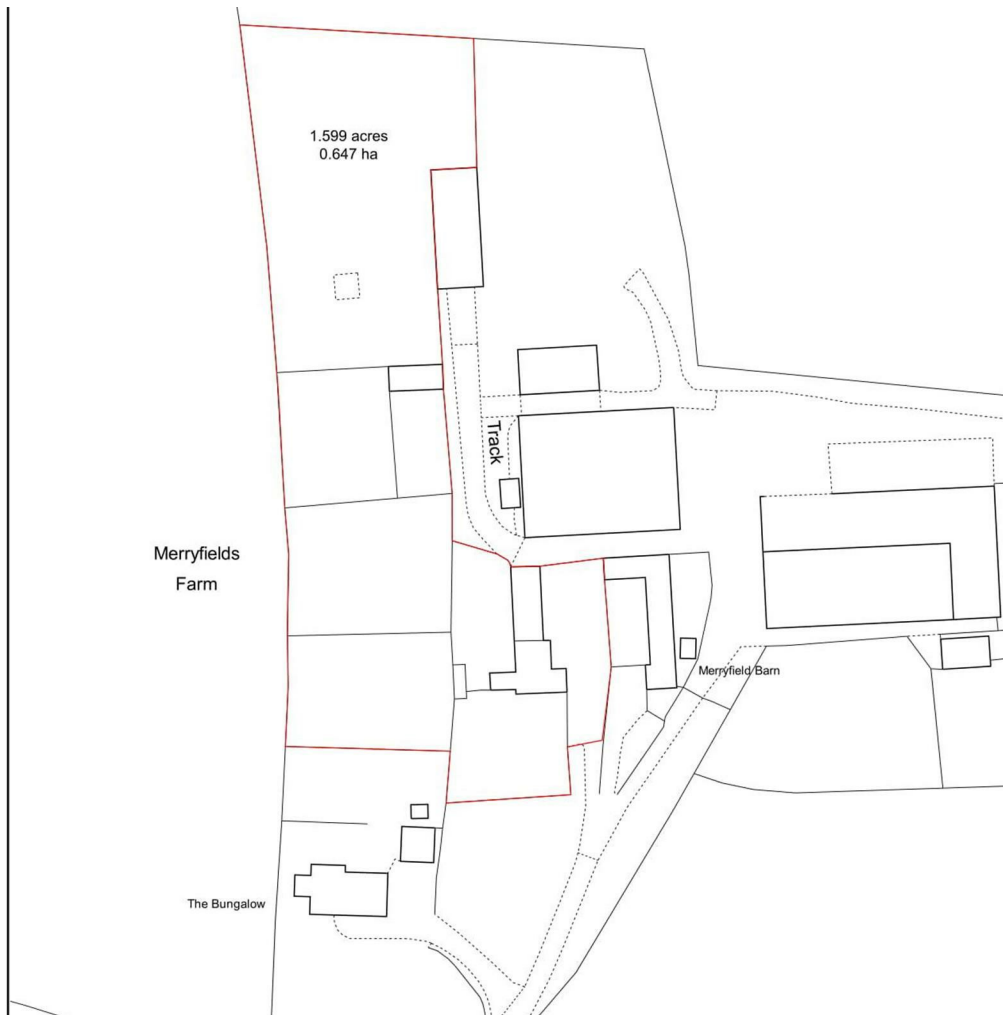 1.599 acres
0.647 ha
Track
Merryfields
Farm
Merryfield Barn
The Bungalow